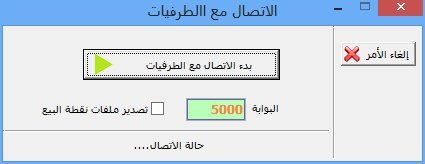 الاتصال مع االطرفيات
إلغاء الأمر
بدء الاتصال مع الطرفيات
البوابة 5000 تصدير ملفات نقطة البيع
حالة الاتصال....